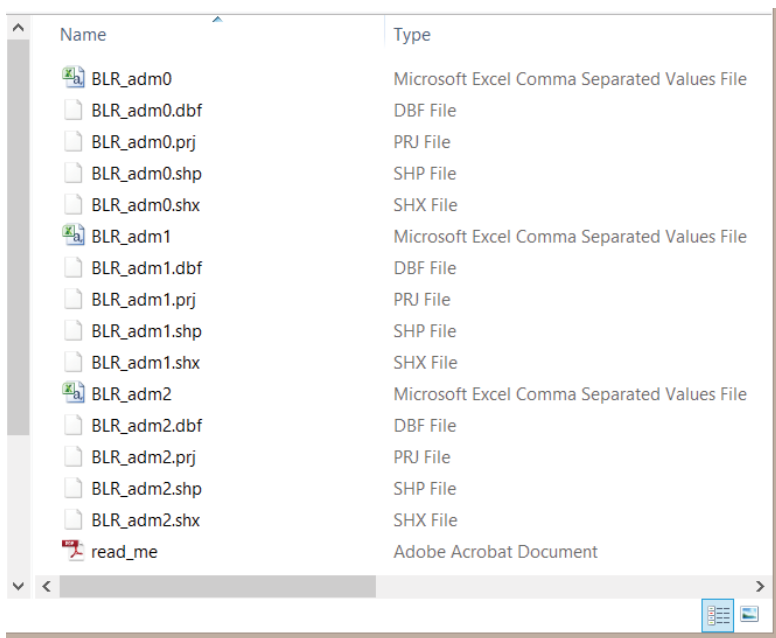 Name Type
BLR_adm0 Microsoft Excel Comma Separated Values File
BLR_adm0.dbf DBF File
BLR_adm0.prj PRJ File
BLR_adm0.shp SHP File
BLR_adm0.shx SHX File
BLR_adm1 Microsoft Excel Comma Separated Values File
BLR_adm1.dbf DBF File
BLR_adm1.prj PRJ File
BLR_adm1.shp SHP File
BLR_adm1.shx SHX File
BLR_adm2 Microsoft Excel Comma Separated Values File
BLR_adm2.dbf DBF File
BLR_adm2.prj PRJ File
BLR_adm2.shp SHP File
BLR_adm2.shx SHX File
read_me Adobe Acrobat Document